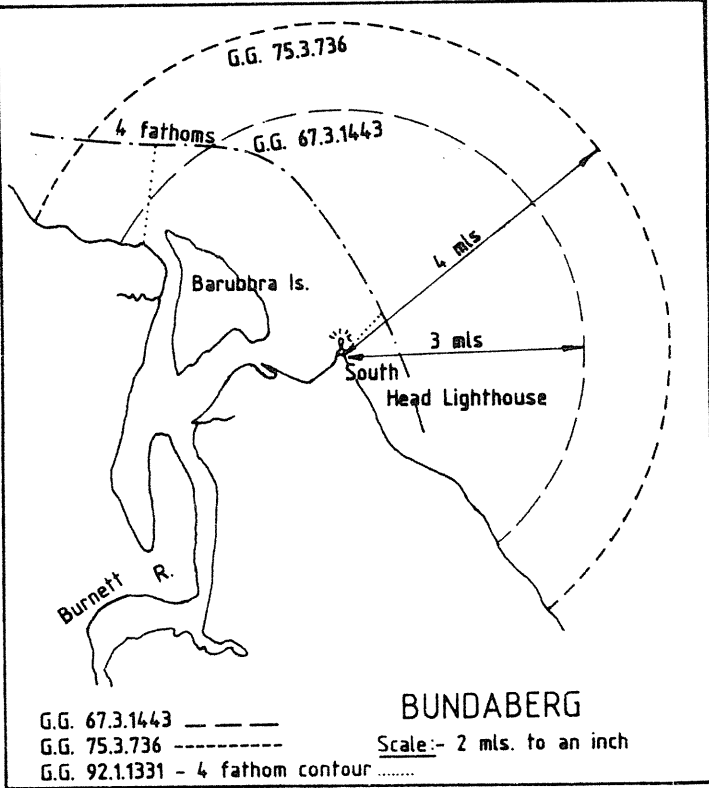 G.G. 75.3.736
4 fathoms
G.G. 67.3.1443
4 mls
Barubbra Is.
3 mls
South
Head Lighthouse
Burnett R.
BUNDABERG
Scale:- 2 mls. to an inch
G.G. 67.3.1443
G.G. 75.3.736
G.G. 92.1.1331 - 4 fathom contour